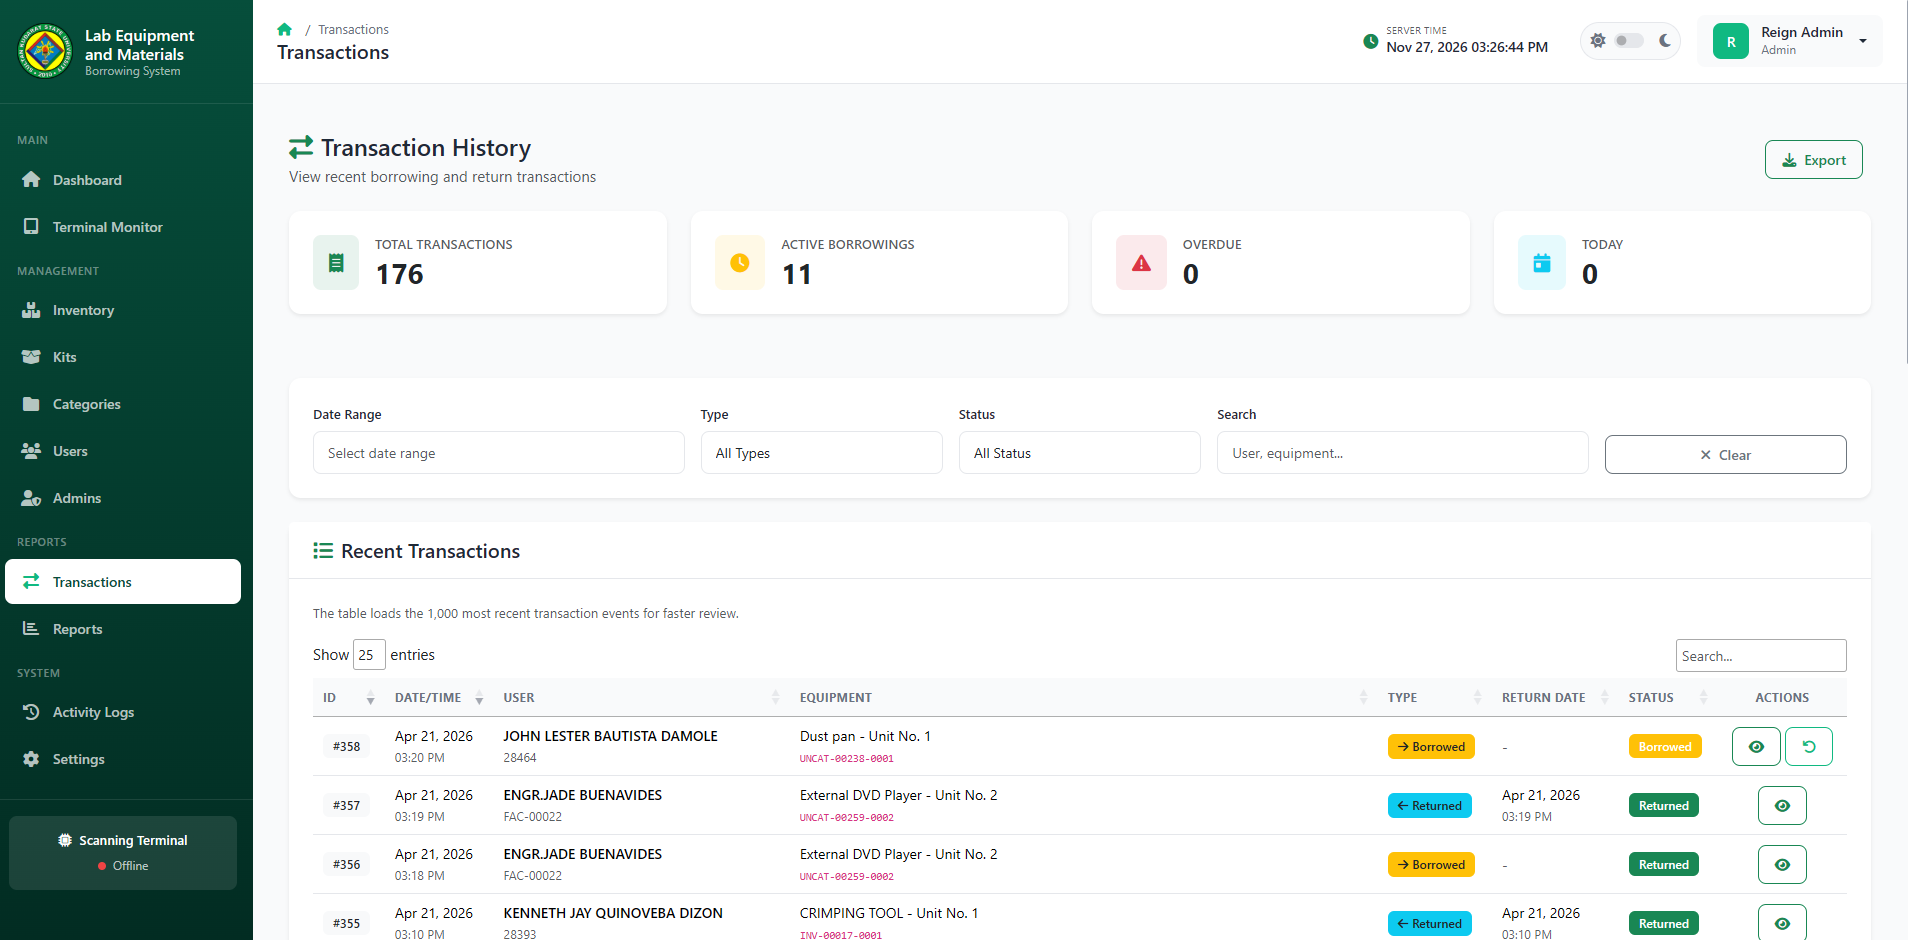 Lab Equipment
and Materials
Borrowing System
MAIN
Dashboard
Terminal Monitor
MANAGEMENT
Inventory
Kits
Categories
Users
Admins
REPORTS
Transactions
Reports
SYSTEM
Activity Logs
Settings
Scanning Terminal
Offline
/ Transactions
Transactions
SERVER TIME
Nov 27, 2026 03:26:44 PM
R
Reign Admin
Admin
Transaction History
View recent borrowing and return transactions
Export
TOTAL TRANSACTIONS
176
ACTIVE BORROWINGS
11
OVERDUE
0
TODAY
0
Date Range
Select date range
Type
All Types
Status
All Status
Search
User, equipment...
Clear
Recent Transactions
The table loads the 1,000 most recent transaction events for faster review.
Show 25 entries
Search...
ID DATE/TIME USER EQUIPMENT TYPE RETURN DATE STATUS ACTIONS
#358 Apr 21, 2026 JOHN LESTER BAUTISTA DAMOLE Dust pan - Unit No. 1 → Borrowed - Borrowed
03:20 PM 28464 UNCAT-00238-0001
#357 Apr 21, 2026 ENGR.JADE BUENAVIDES External DVD Player - Unit No. 2 ← Returned Apr 21, 2026 Returned
03:19 PM FAC-00022 UNCAT-00259-0002 03:19 PM
#356 Apr 21, 2026 ENGR.JADE BUENAVIDES External DVD Player - Unit No. 2 → Borrowed - Returned
03:18 PM FAC-00022 UNCAT-00259-0002
#355 Apr 21, 2026 KENNETH JAY QUINOVEBA DIZON CRIMPING TOOL - Unit No. 1 ← Returned Apr 21, 2026 Returned
03:10 PM 28393 INV-00017-0001 03:10 PM